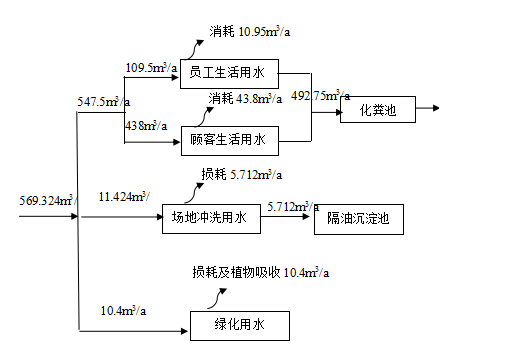 消耗 10.95m³/a
109.5m³/a
员工生活用水
547.5m³/a
消耗 43.8m³/a
492.75m³/a
化粪池
438m³/a
顾客生活用水
损耗 5.712m³/a
569.324m³/
11.424m³/
场地冲洗用水
5.712m³/a
隔油沉淀池
损耗及植物吸收 10.4m³/a
10.4m³/a
绿化用水